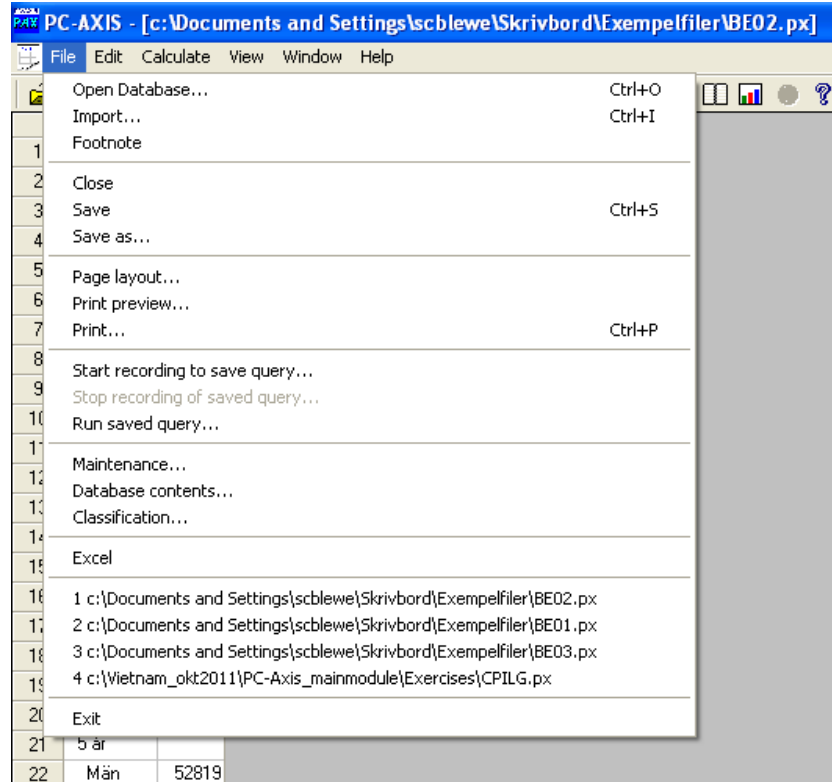 PC-AXIS - [c:\Documents and Settings\scblewe\Skrivbord\Exempelfiler\BE02.px]
File Edit Calculate View Window Help
Open Database... Ctrl+O
Import... Ctrl+I
Footnote
1
2
Close
3
Save Ctrl+S
4
Save as...
5
Page layout...
6
Print preview...
7
Print... Ctrl+P
8
Start recording to save query...
9
Stop recording of saved query...
Run saved query...
Maintenance...
Database contents...
Classification...
Excel
1 c:\Documents and Settings\scblewe\Skrivbord\Exempelfiler\BE02.px
2 c:\Documents and Settings\scblewe\Skrivbord\Exempelfiler\BE01.px
3 c:\Documents and Settings\scblewe\Skrivbord\Exempelfiler\BE03.px
4 c:\Vietnam_okt2011\PC-Axis_mainmodule\Exercises\CPILG.px
Exit
21 5 år
22 Män 52819